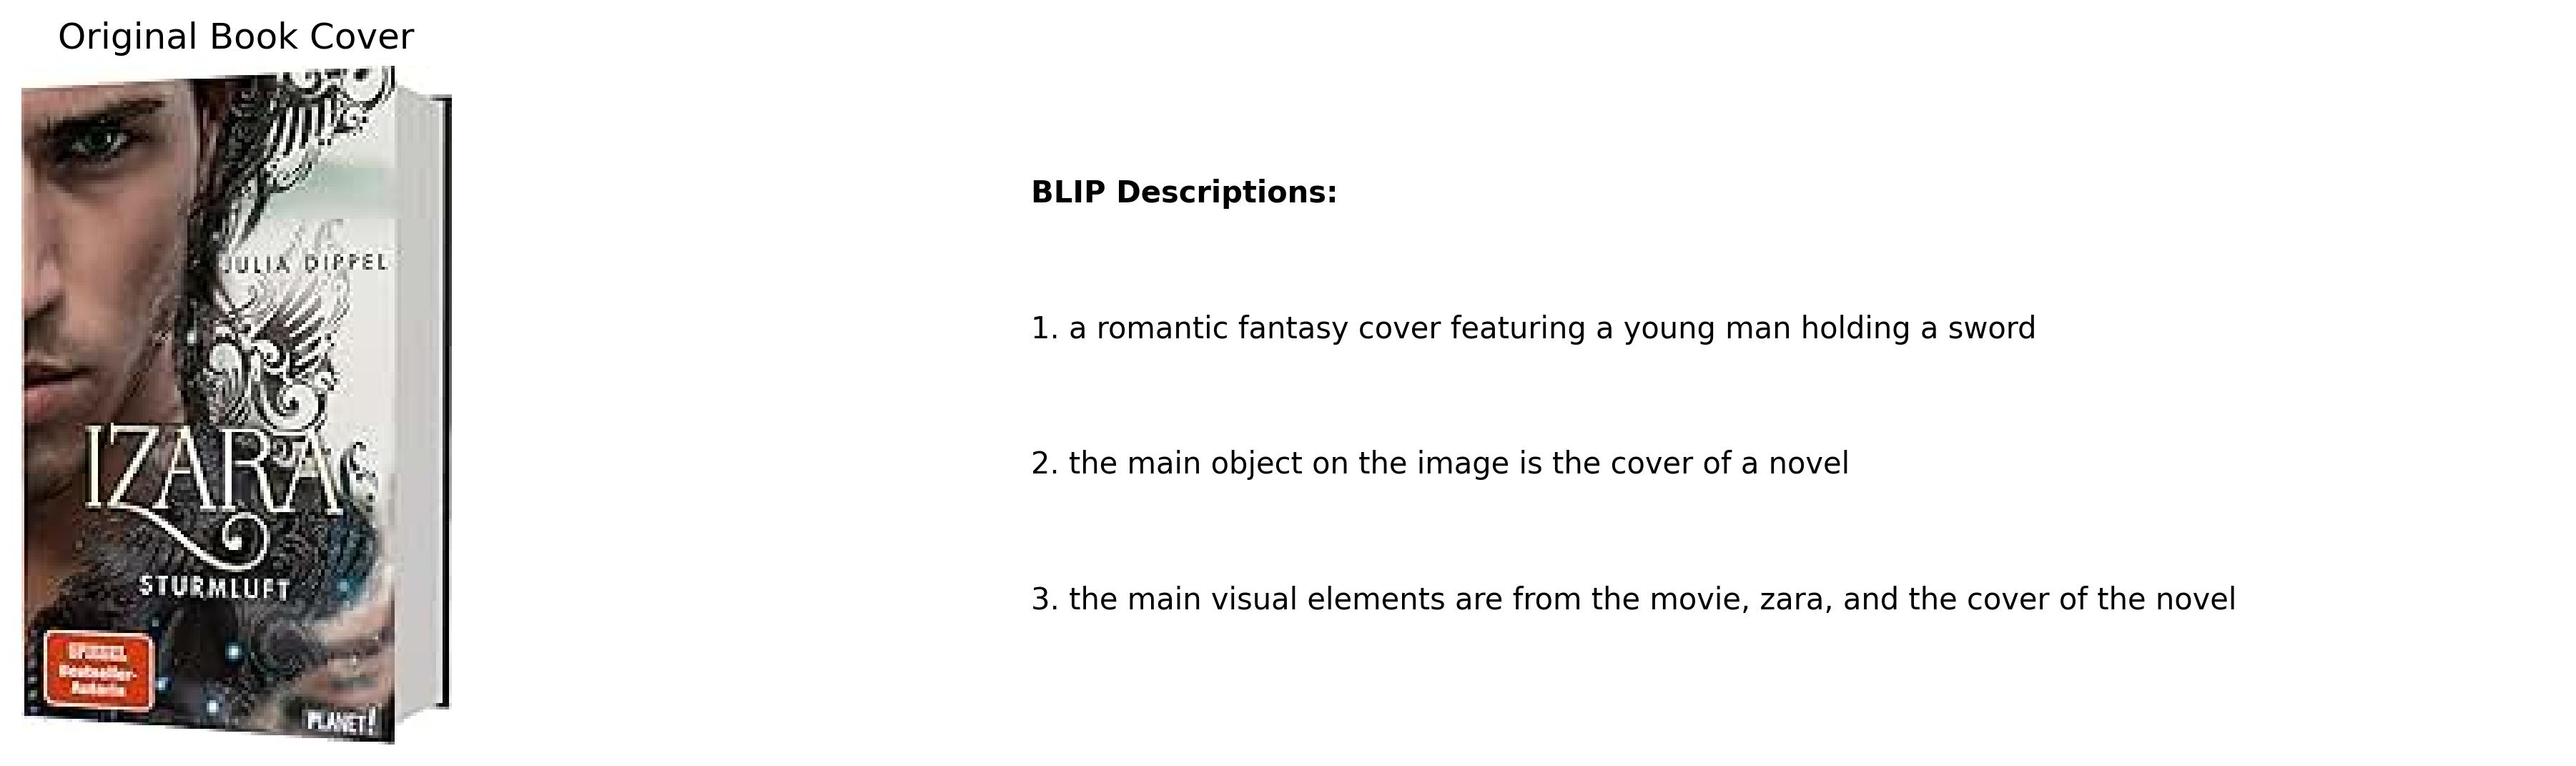 Original Book Cover
JULIA DIPPEL
IZARA
STURMLUFT
SPIEGEL
Bestseller-
Autorin
PLANET!
BLIP Descriptions:
1. a romantic fantasy cover featuring a young man holding a sword
2. the main object on the image is the cover of a novel
3. the main visual elements are from the movie, zara, and the cover of the novel